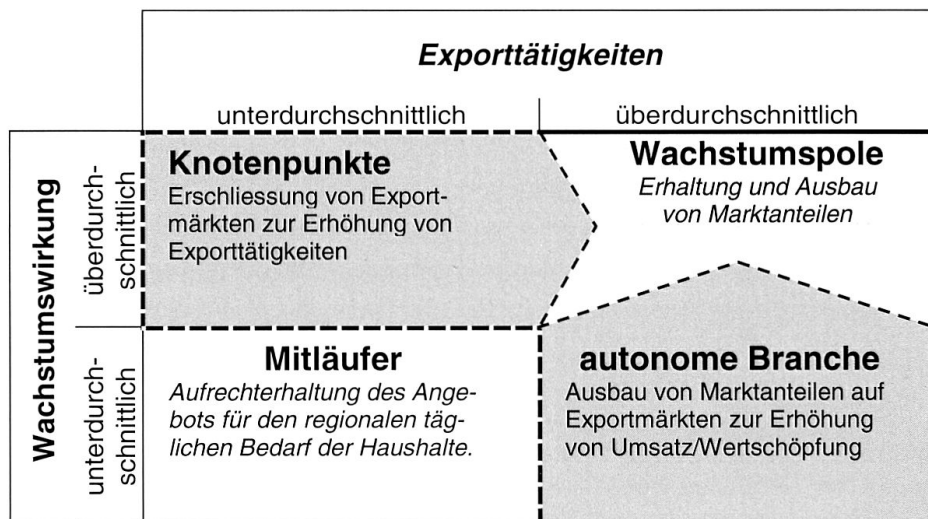 Exporttätigkeiten
unterdurchschnittlich
überdurchschnittlich
Wachstumswirkung
überdurch-
schnittlich
Knotenpunkte
Erschliessung von Export-
märkten zur Erhöhung von
Exporttätigkeiten
Wachstumspole
Erhaltung und Ausbau
von Marktanteilen
unterdurch-
schnittlich
Mitläufer
Aufrechterhaltung des Ange-
bots für den regionalen täg-
lichen Bedarf der Haushalte.
autonome Branche
Ausbau von Marktanteilen auf
Exportmärkten zur Erhöhung
von Umsatz/Wertschöpfung